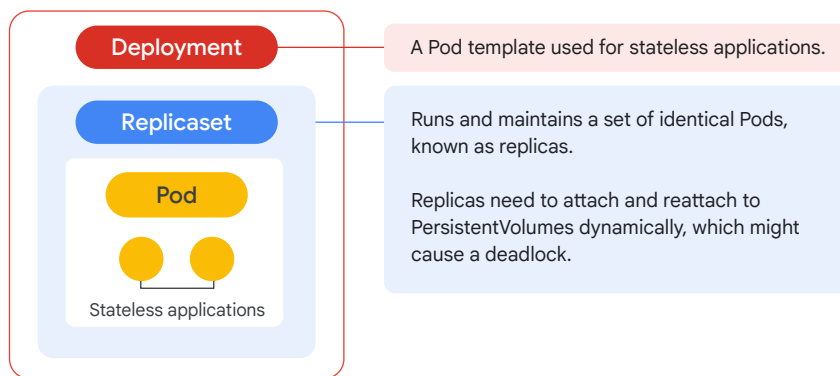 Deployment
A Pod template used for stateless applications.
Replicaset
Runs and maintains a set of identical Pods,
known as replicas.
Replicas need to attach and reattach to
PersistentVolumes dynamically, which might
cause a deadlock.
Pod
Stateless applications